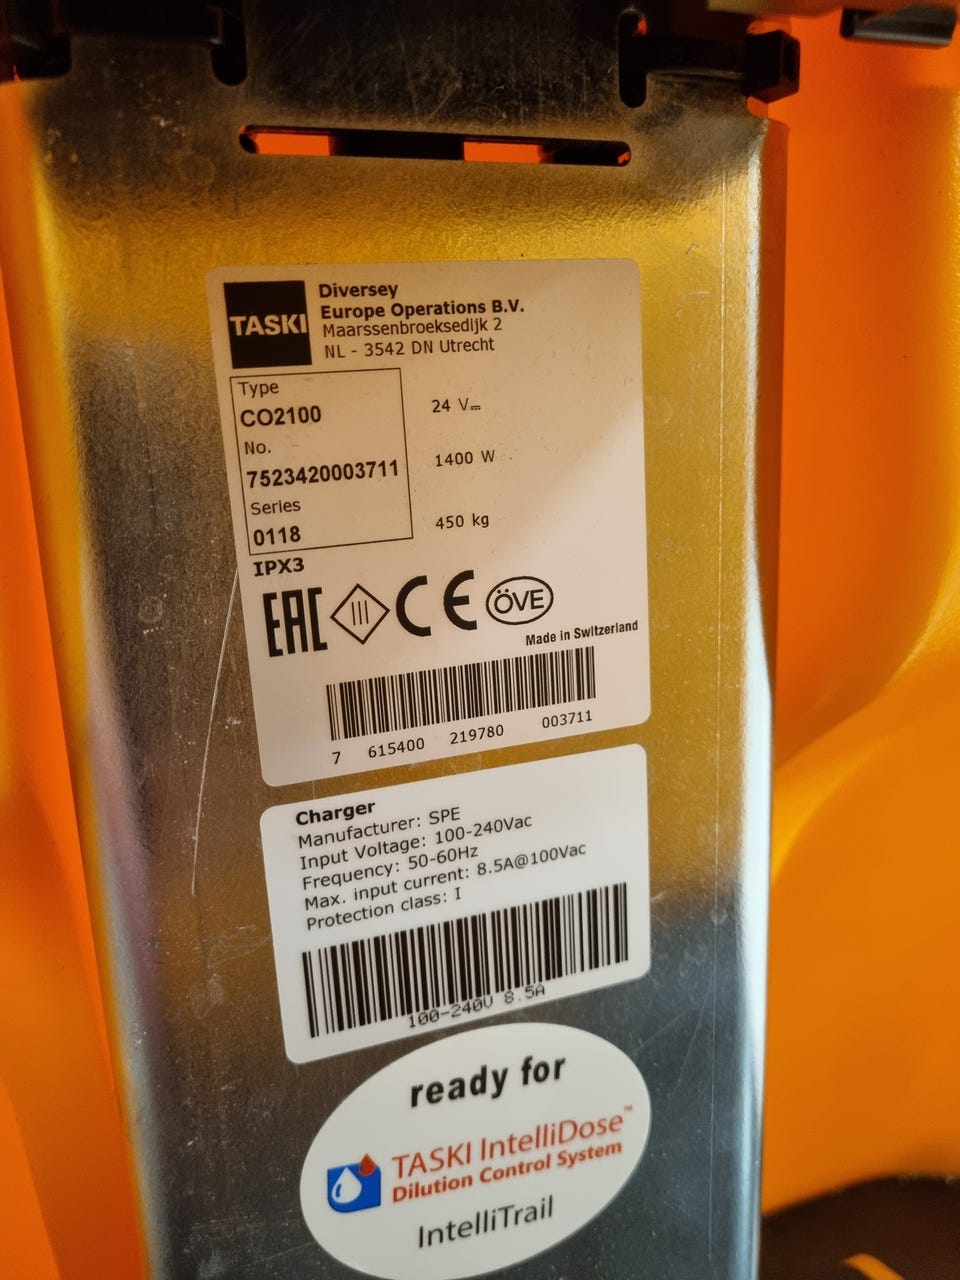 TASKI
Diversey
Europe Operations B.V.
Maarssenbroeksedijk 2
NL - 3542 DN Utrecht
Type
CO2100
24 V⎓
No.
7523420003711
1400 W
Series
0118
450 kg
IPX3
EAC III CE ÖVE
Made in Switzerland
7 615400 219780 003711
Charger
Manufacturer: SPE
Input Voltage: 100-240Vac
Frequency: 50-60Hz
Max. input current: 8.5A@100Vac
Protection class: I
100-240V 8.5A
ready for
TASKI IntelliDose™
Dilution Control System
IntelliTrail